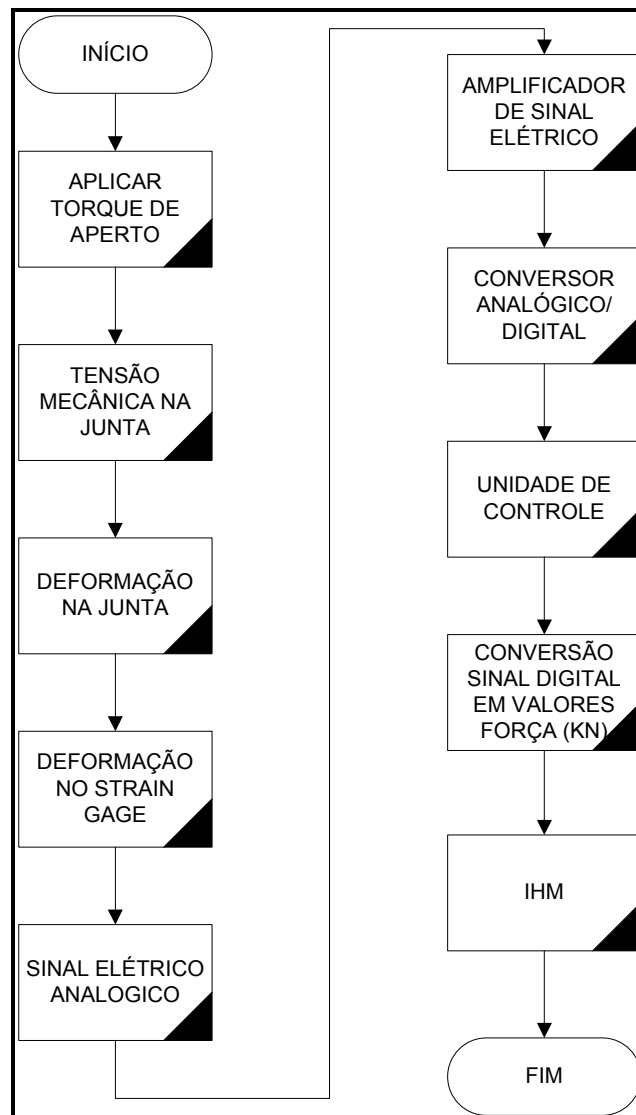 INÍCIO
APLICAR
TORQUE DE
APERTO
TENSÃO
MECÂNICA NA
JUNTA
DEFORMAÇÃO
NA JUNTA
DEFORMAÇÃO
NO STRAIN
GAGE
SINAL ELÉTRICO
ANALOGICO
AMPLIFICADOR
DE SINAL
ELÉTRICO
CONVERSOR
ANALÓGICO/
DIGITAL
UNIDADE DE
CONTROLE
CONVERSÃO
SINAL DIGITAL
EM VALORES
FORÇA (KN)
IHM
FIM